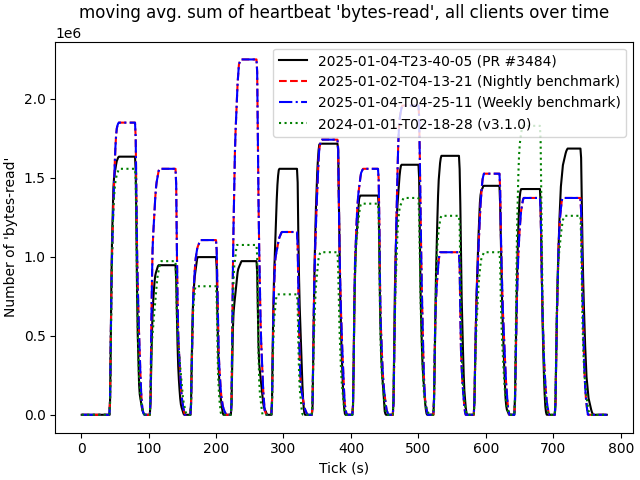 moving avg. sum of heartbeat 'bytes-read', all clients over time
1e6
2025-01-04-T23-40-05 (PR #3484)
2025-01-02-T04-13-21 (Nightly benchmark)
2025-01-04-T04-25-11 (Weekly benchmark)
2024-01-01-T02-18-28 (v3.1.0)
Number of 'bytes-read'
2.0
1.5
1.0
0.5
0.0
0 100 200 300 400 500 600 700 800
Tick (s)